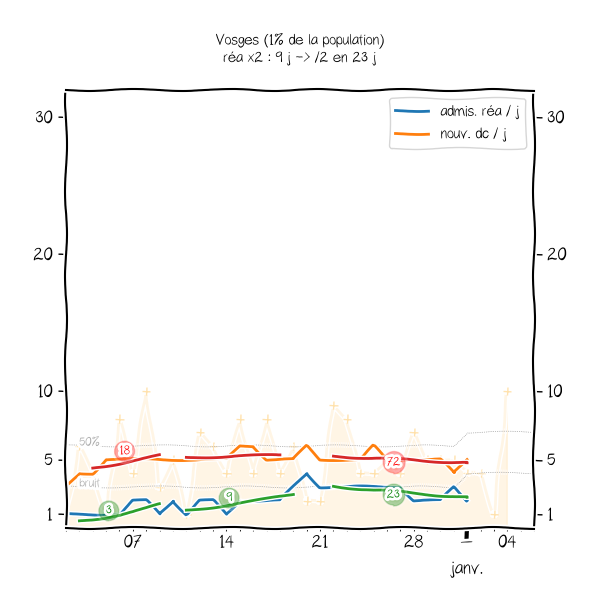 Vosges (1% de la population)
réa x2 : 9 j -> /2 en 23 j
admis. réa / j
nouv. dc / j
30 30
20 20
10 10
50%
18
5 72 5
bruit
3 9 23
1 1
07 14 21 28 1 04
janv.